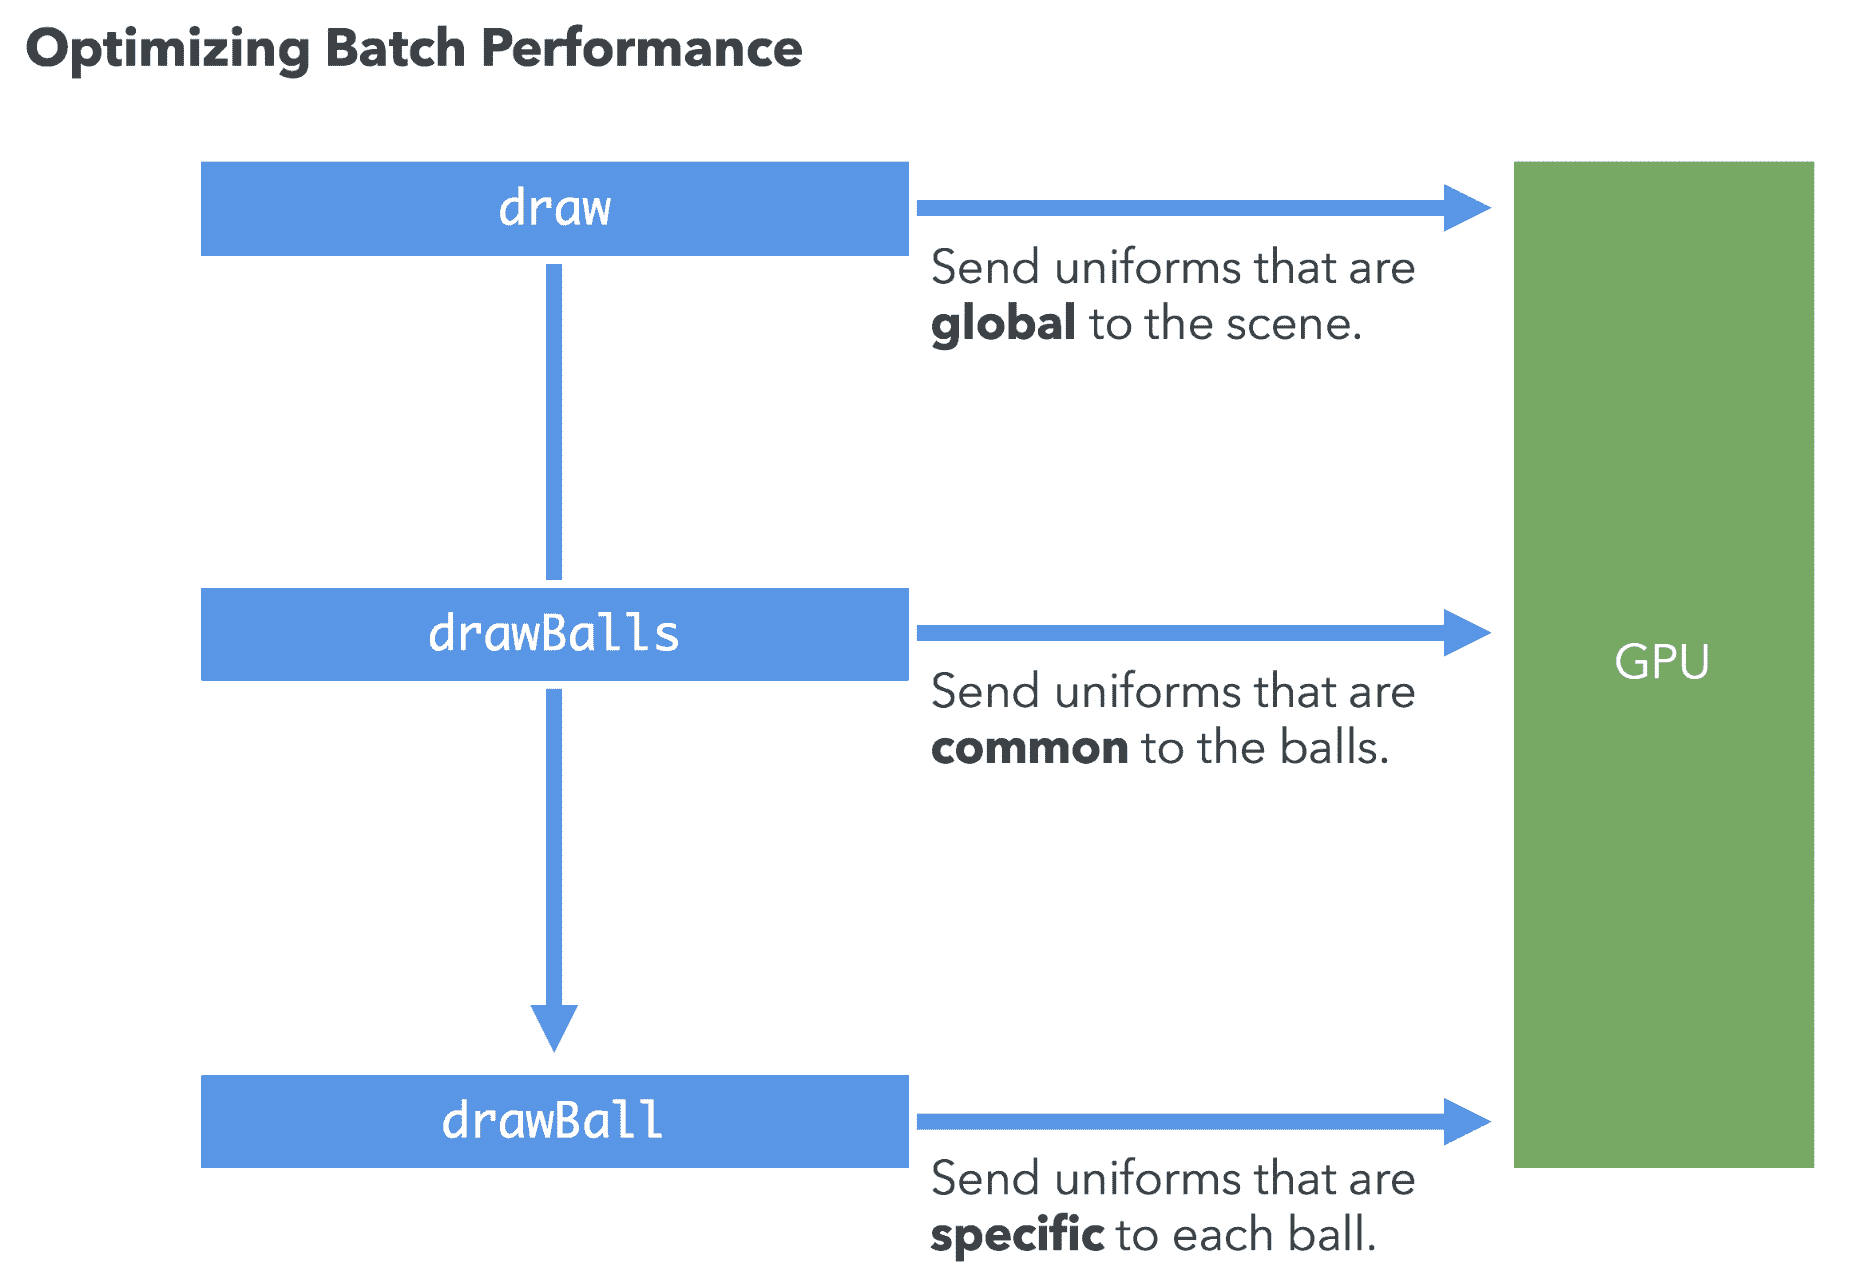 Optimizing Batch Performance
draw
Send uniforms that are
global to the scene.
drawBalls
Send uniforms that are
common to the balls.
GPU
drawBall
Send uniforms that are
specific to each ball.